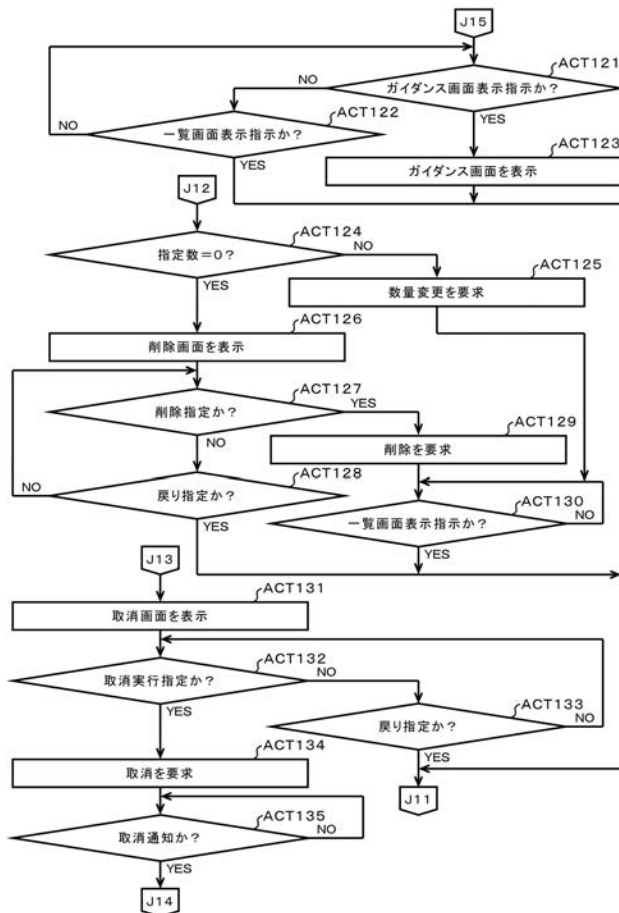 J15
ACT121
ガイダンス画面表示指示か?
NO
YES
ACT122
一覧画面表示指示か?
NO
YES
ACT123
ガイダンス画面を表示
J12
ACT124
指定数=0?
NO
YES
ACT125
数量変更を要求
ACT126
削除画面を表示
ACT127
削除指定か?
YES
NO
ACT129
削除を要求
ACT128
戻り指定か?
NO
YES
ACT130
一覧画面表示指示か?
NO
YES
J13
ACT131
取消画面を表示
ACT132
取消実行指定か?
NO
YES
ACT133
戻り指定か?
NO
YES
ACT134
取消を要求
J11
ACT135
取消通知か?
NO
YES
J14